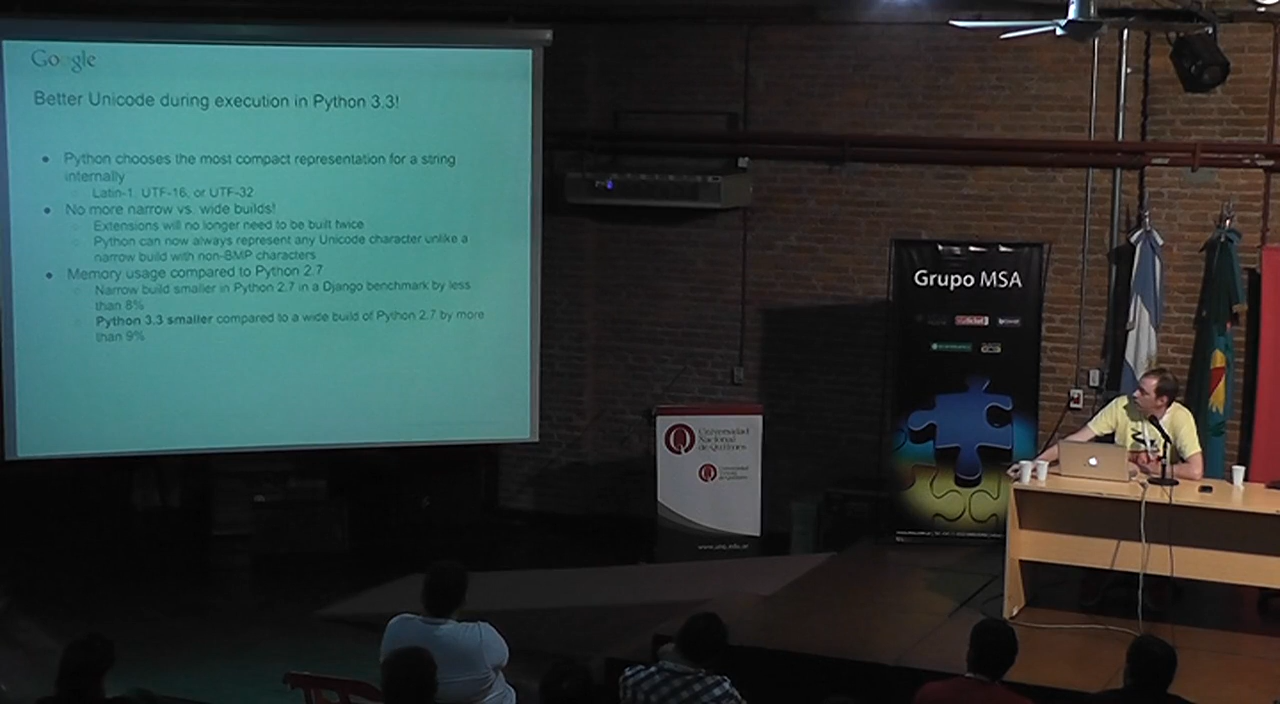 Google
Better Unicode during execution in Python 3.3!
Python chooses the most compact representation for a string
internally
Latin-1, UTF-16, or UTF-32
No more narrow vs. wide builds!
Extensions will no longer need to be built twice
Python can now always represent any Unicode character unlike a
narrow build with non-BMP characters
Memory usage compared to Python 2.7
Narrow build smaller in Python 2.7 in a Django benchmark by less
than 8%
Python 3.3 smaller compared to a wide build of Python 2.7 by more
than 9%
Grupo MSA
Universidad
Nacional
de Quilmes
Universidad
de Quilmes
www.unq.edu.ar